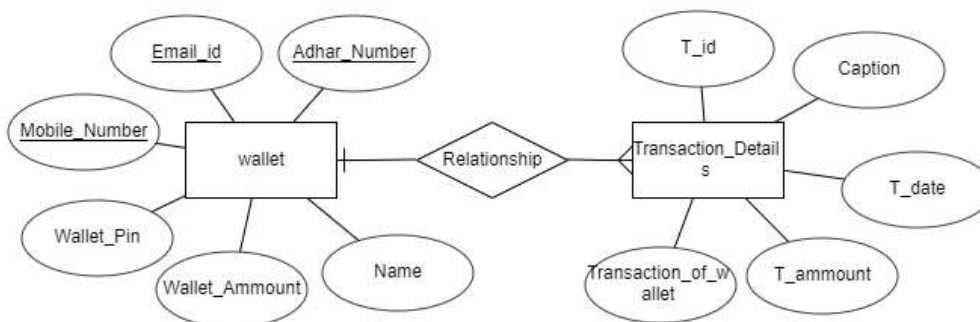 Email_id
Adhar_Number
T_id
Caption
Mobile_Number
wallet
Relationship
Transaction_Detail
s
T_date
Wallet_Pin
Wallet_Ammount
Name
Transaction_of_w
allet
T_ammount